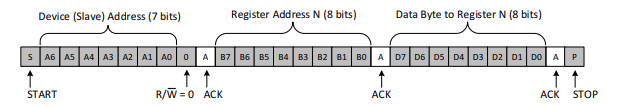 Device (Slave) Address (7 bits) Register Address N (8 bits) Data Byte to Register N (8 bits)
S A6 A5 A4 A3 A2 A1 A0 0 A B7 B6 B5 B4 B3 B2 B1 B0 A D7 D6 D5 D4 D3 D2 D1 D0 A P
START R/W̅ = 0 ACK ACK ACK STOP